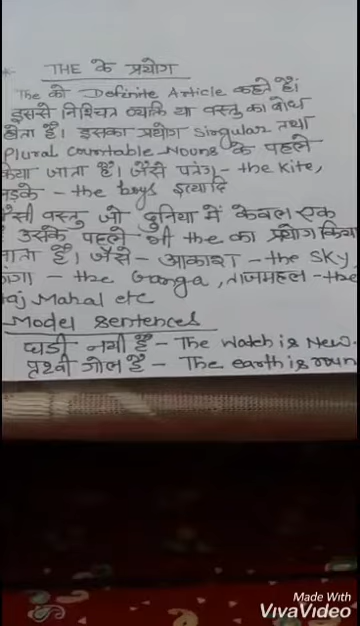 * THE के प्रयोग
The को Definite Article कहते हैं।
इससे निश्चित व्यक्ति या वस्तु का बोध
होता है। इसका प्रयोग Singular तथा
Plural Countable Nouns के पहले
किया जाता है। जैसे पतंग - the Kite,
लड़के - the boys इत्यादि
ऐसी वस्तु जो दुनिया में केवल एक
उसके पहले भी the का प्रयोग किया
जाता है। जैसे - आकाश - the sky
गंगा - the Ganga, ताजमहल - the
Taj Mahal etc
Model sentences
घड़ी नयी है - The watch is New.
पृथ्वी गोल है - The earth is roun
Made With
VivaVideo